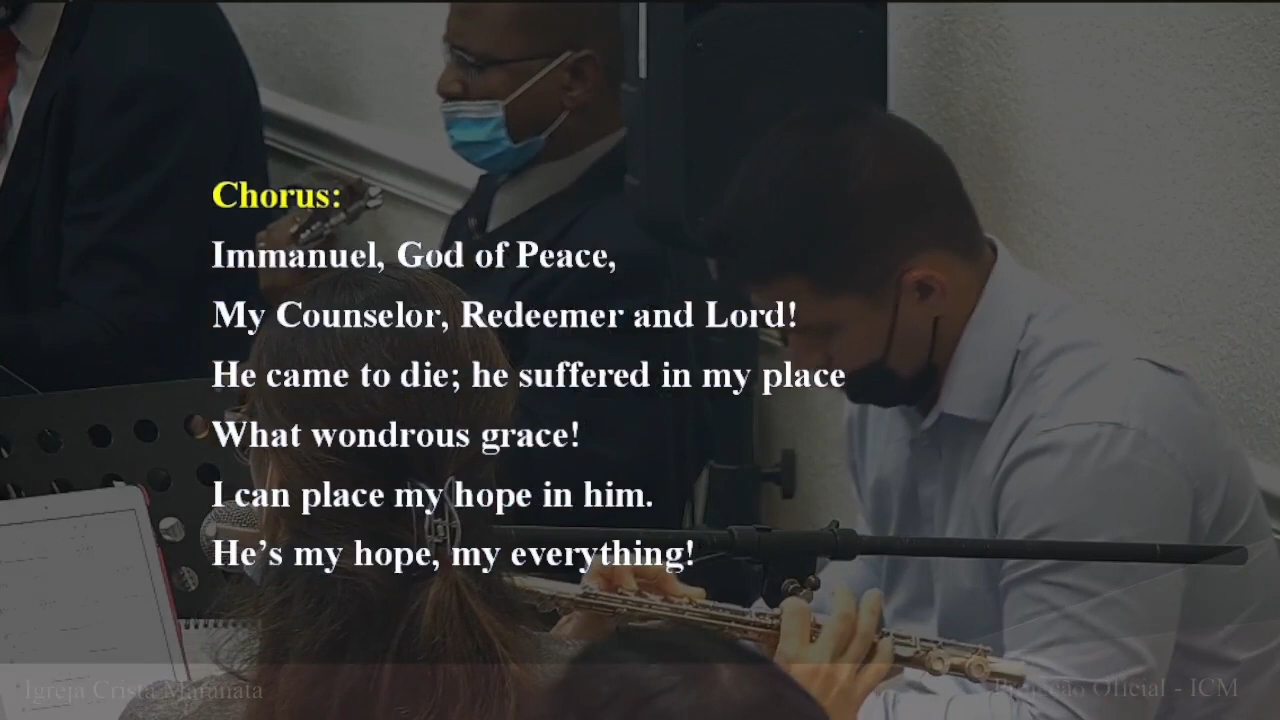 Chorus:
Immanuel, God of Peace,
My Counselor, Redeemer and Lord!
He came to die; he suffered in my place
What wondrous grace!
I can place my hope in him.
He’s my hope, my everything!
Igreja Cristã Maranata
Oficial - ICM